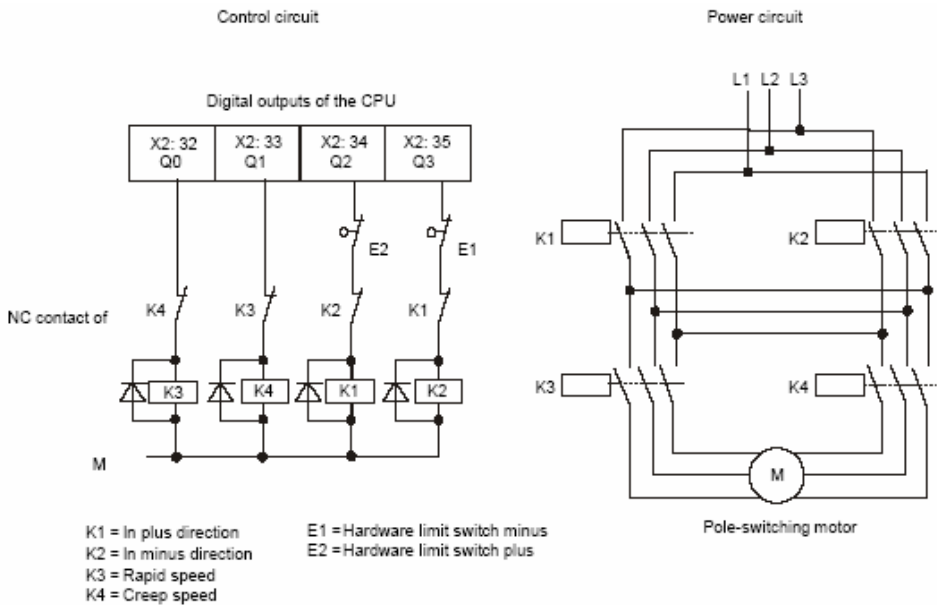 Control circuit
Power circuit
Digital outputs of the CPU
X2: 32 X2: 33 X2: 34 X2: 35
Q0 Q1 Q2 Q3
L1 L2 L3
E2 E1
K1 K2
NC contact of K4 K3 K2 K1
K3 K4 K1 K2
K3 K4
M
M
Pole-switching motor
K1 = In plus direction
K2 = In minus direction
K3 = Rapid speed
K4 = Creep speed
E1 =Hardware limit switch minus
E2 =Hardware limit switch plus